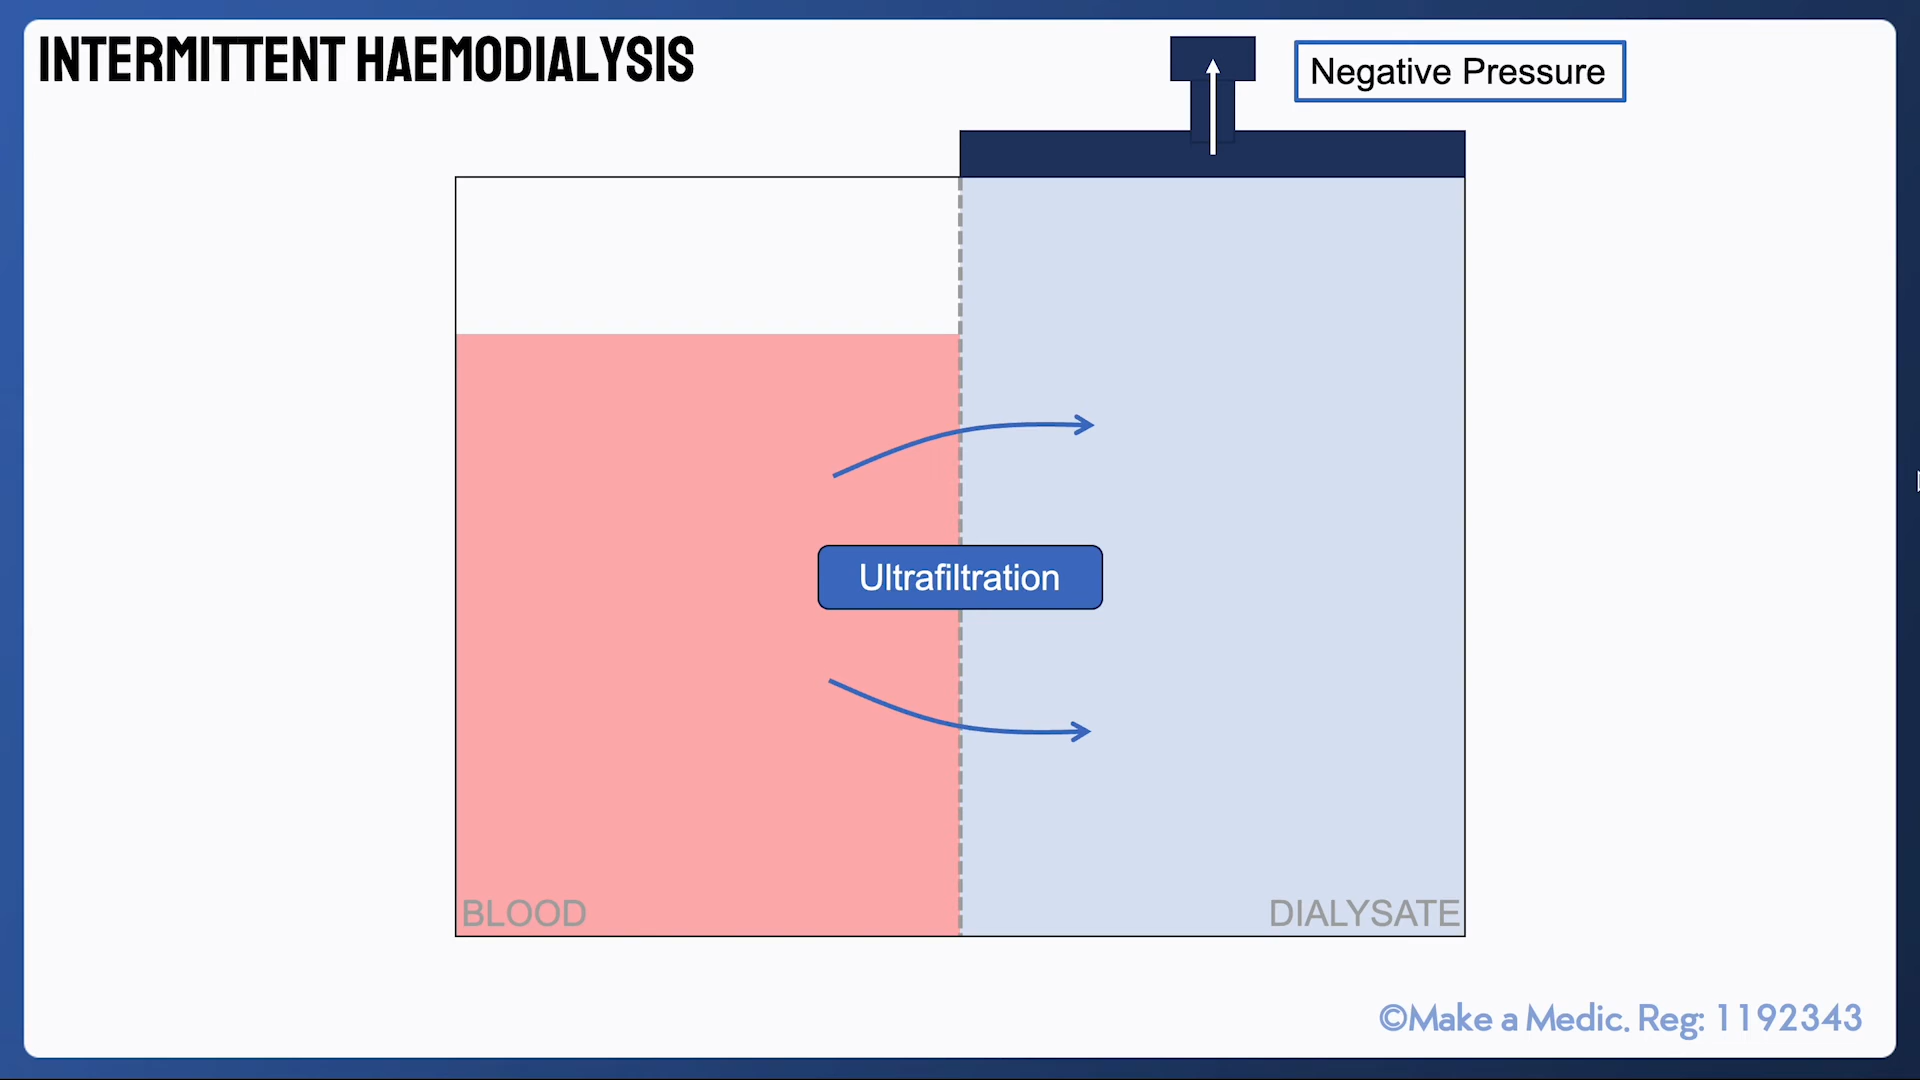 INTERMITTENT HAEMODIALYSIS
Negative Pressure
Ultrafiltration
BLOOD
DIALYSATE
©Make a Medic. Reg: 1192343